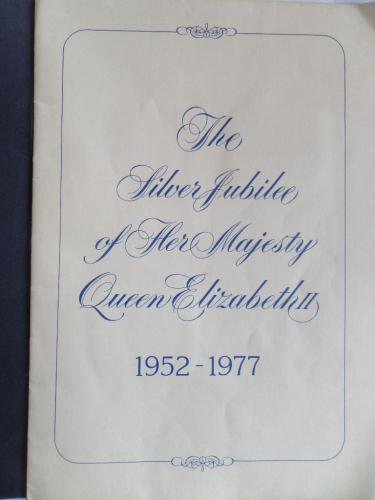 The
Silver Jubilee
of Her Majesty
Queen Elizabeth II
1952 - 1977